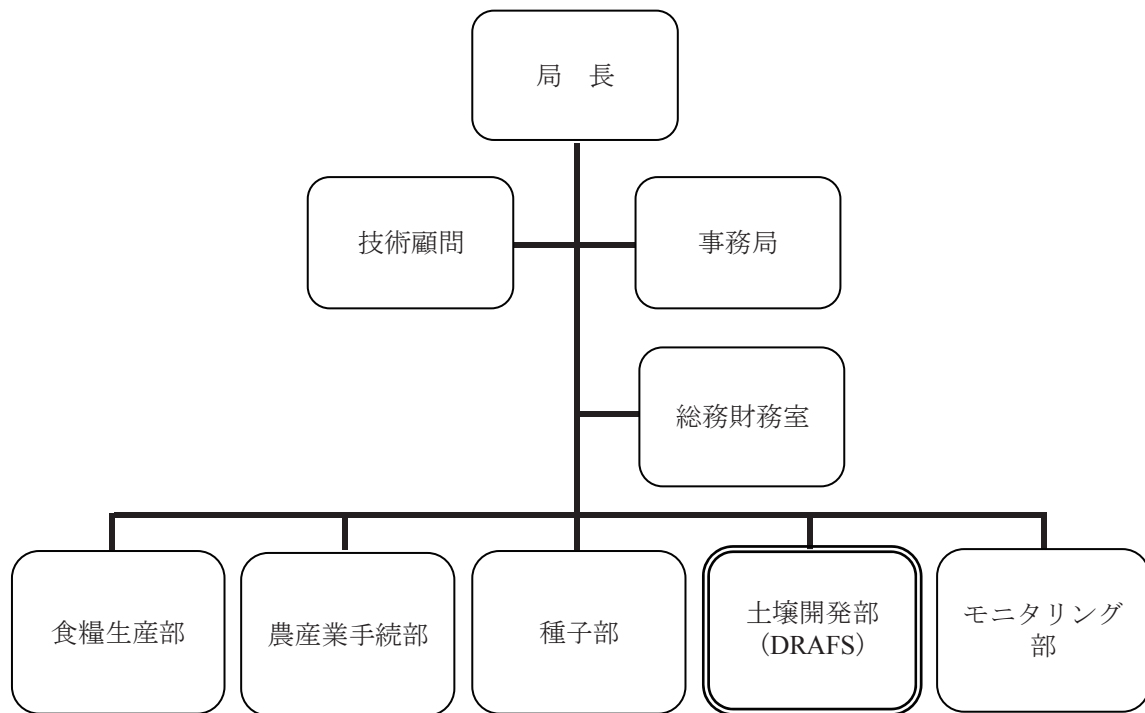 局　長
技術顧問
事務局
総務財務室
食糧生産部
農産業手続部
種子部
土壌開発部
（DRAFS）
モニタリング
部